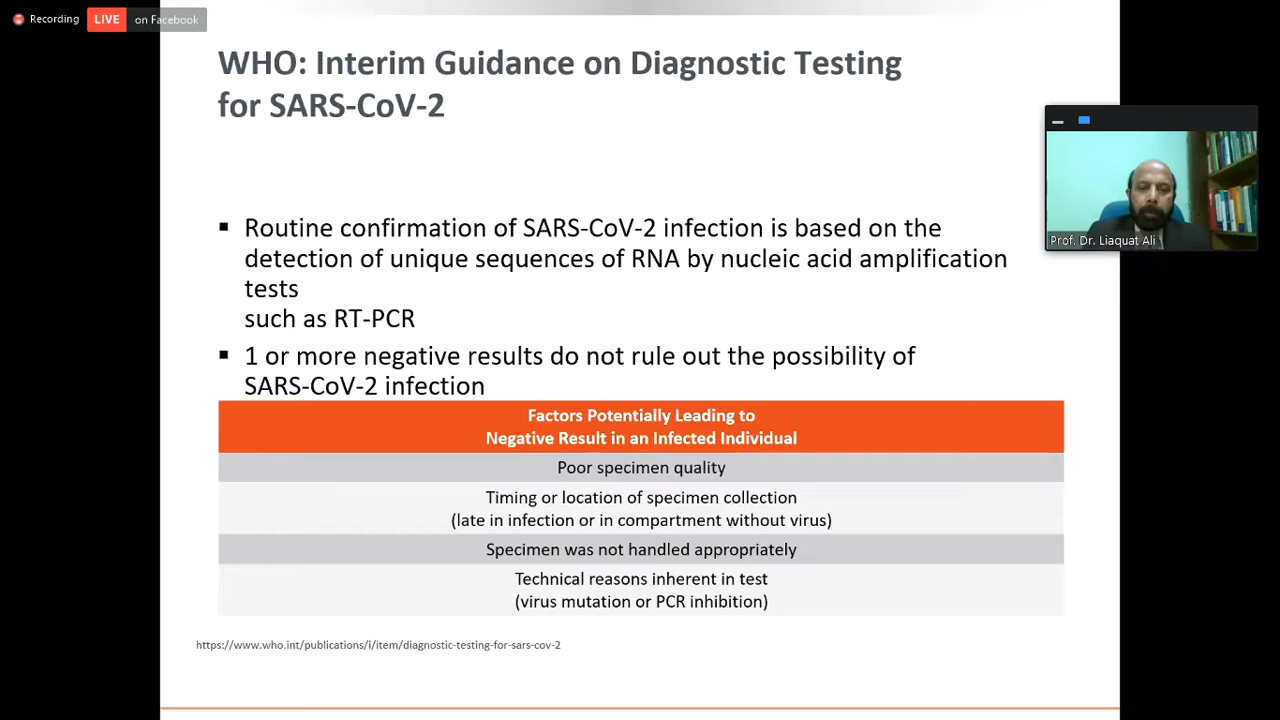 Recording
LIVE on Facebook
WHO: Interim Guidance on Diagnostic Testing
for SARS-CoV-2
Prof. Dr. Liaquat Ali
▪ Routine confirmation of SARS-CoV-2 infection is based on the
detection of unique sequences of RNA by nucleic acid amplification
tests
such as RT-PCR
▪ 1 or more negative results do not rule out the possibility of
SARS-CoV-2 infection
Factors Potentially Leading to
Negative Result in an Infected Individual
Poor specimen quality
Timing or location of specimen collection
(late in infection or in compartment without virus)
Specimen was not handled appropriately
Technical reasons inherent in test
(virus mutation or PCR inhibition)
https://www.who.int/publications/i/item/diagnostic-testing-for-sars-cov-2